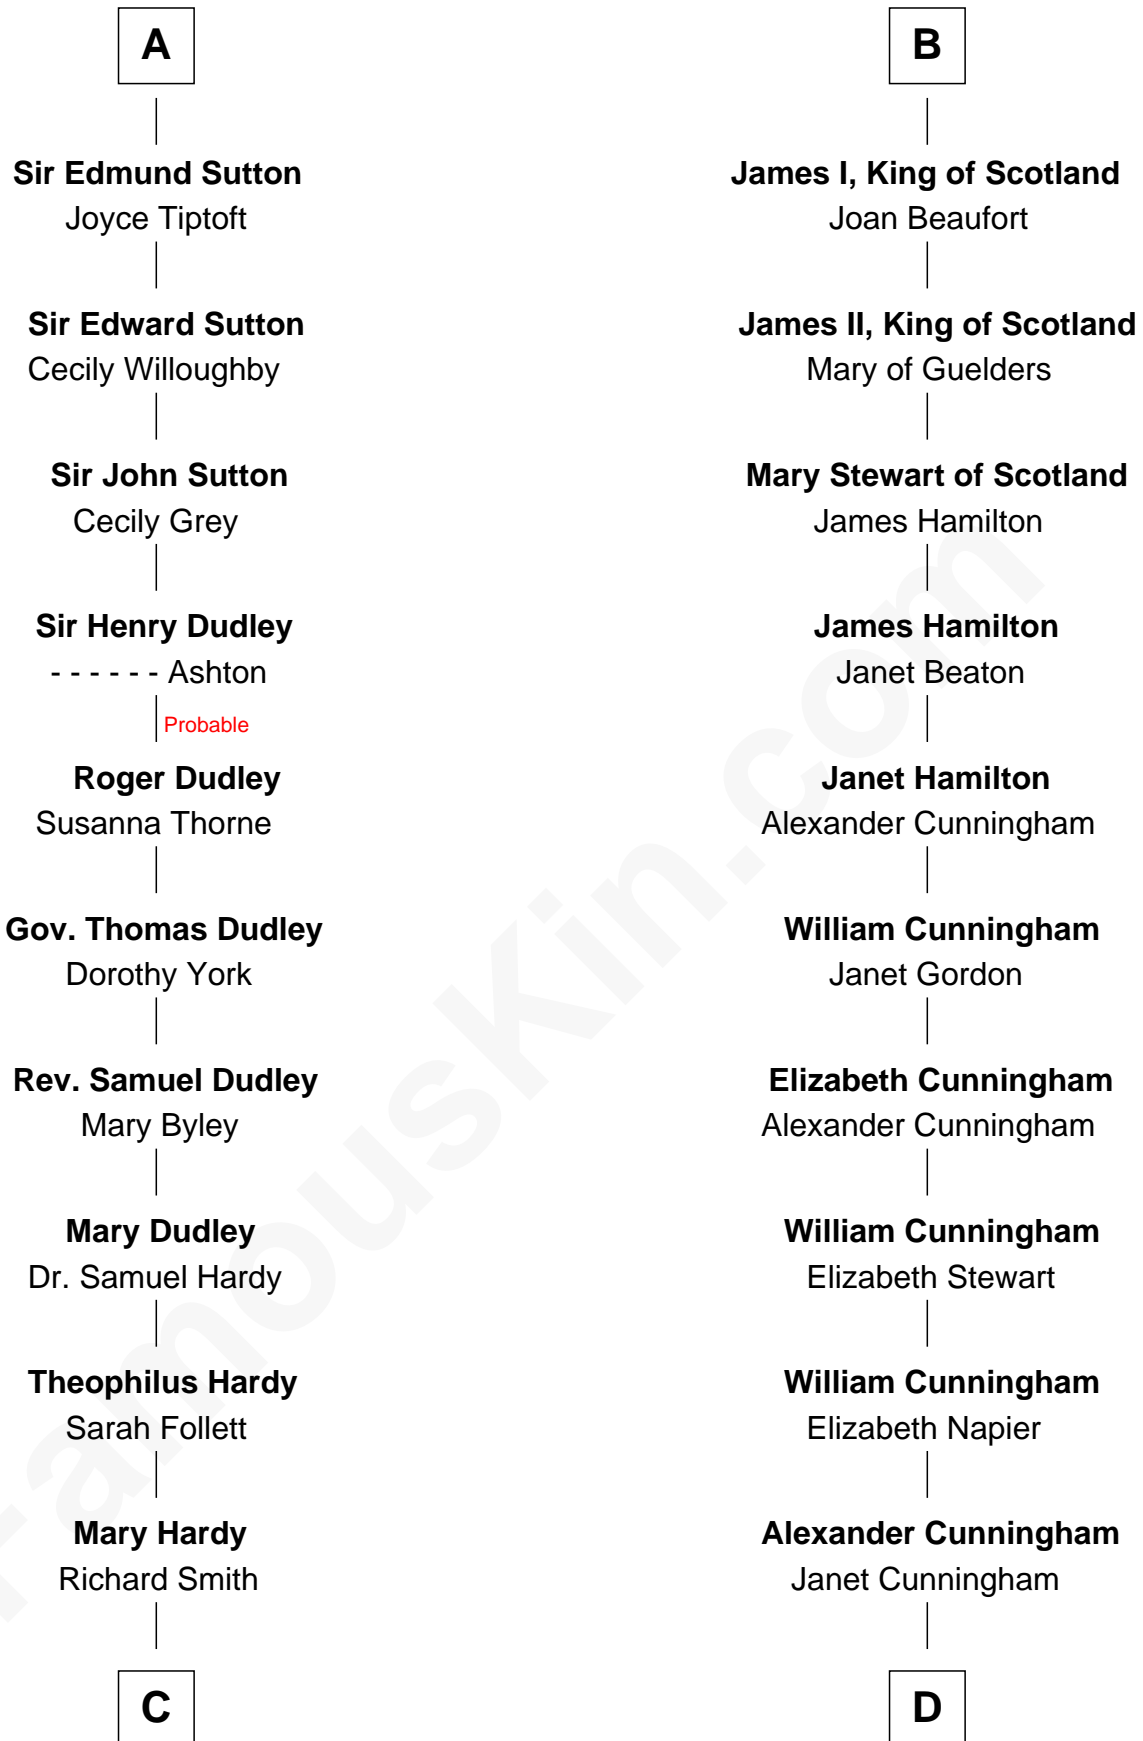 A
Sir Edmund Sutton
Joyce Tiptoft
Sir Edward Sutton
Cecily Willoughby
Sir John Sutton
Cecily Grey
Sir Henry Dudley
- - - - - - Ashton
Probable
Roger Dudley
Susanna Thorne
Gov. Thomas Dudley
Dorothy York
Rev. Samuel Dudley
Mary Byley
Mary Dudley
Dr. Samuel Hardy
Theophilus Hardy
Sarah Follett
Mary Hardy
Richard Smith
C
B
James I, King of Scotland
Joan Beaufort
James II, King of Scotland
Mary of Guelders
Mary Stewart of Scotland
James Hamilton
James Hamilton
Janet Beaton
Janet Hamilton
Alexander Cunningham
William Cunningham
Janet Gordon
Elizabeth Cunningham
Alexander Cunningham
William Cunningham
Elizabeth Stewart
William Cunningham
Elizabeth Napier
Alexander Cunningham
Janet Cunningham
D
FamousKin.com